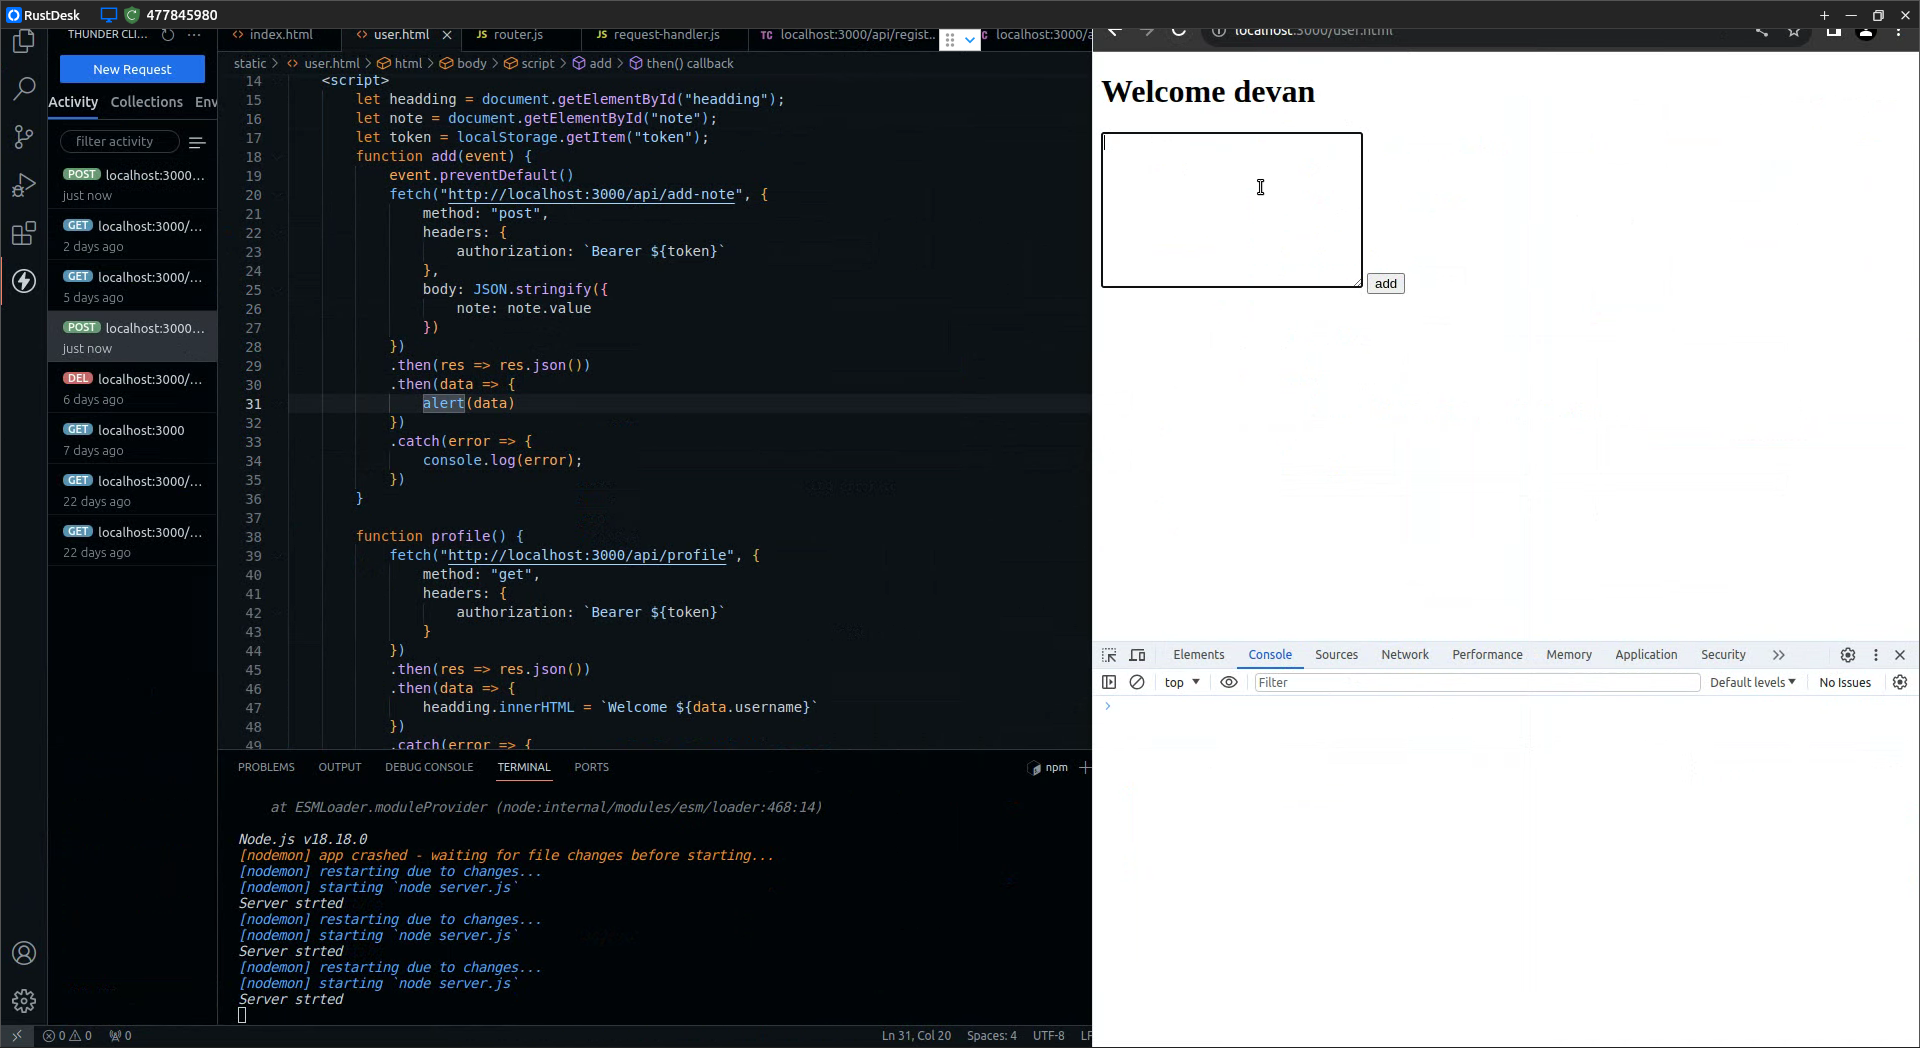 RustDesk 477845980
THUNDER CLI...
New Request
Activity Collections Env
filter activity
POST localhost:3000...
just now
GET localhost:3000/...
2 days ago
GET localhost:3000/...
5 days ago
POST localhost:3000...
just now
DEL localhost:3000/...
6 days ago
GET localhost:3000
7 days ago
GET localhost:3000/...
22 days ago
GET localhost:3000/...
22 days ago
index.html user.html router.js request-handler.js localhost:3000/api/regist.. localhost:3000/a
static > user.html > html > body > script > add > then() callback
14 <script>
15 let headding = document.getElementById("headding");
16 let note = document.getElementById("note");
17 let token = localStorage.getItem("token");
18 function add(event) {
19 event.preventDefault()
20 fetch("http://localhost:3000/api/add-note", {
21 method: "post",
22 headers: {
23 authorization: `Bearer ${token}`
24 },
25 body: JSON.stringify({
26 note: note.value
27 })
28 })
29 .then(res => res.json())
30 .then(data => {
31 alert(data)
32 })
33 .catch(error => {
34 console.log(error);
35 })
36 }
37
38 function profile() {
39 fetch("http://localhost:3000/api/profile", {
40 method: "get",
41 headers: {
42 authorization: `Bearer ${token}`
43 }
44 })
45 .then(res => res.json())
46 .then(data => {
47 headding.innerHTML = `Welcome ${data.username}`
48 })
49 .catch(error => {
PROBLEMS OUTPUT DEBUG CONSOLE TERMINAL PORTS npm
at ESMLoader.moduleProvider (node:internal/modules/esm/loader:468:14)
Node.js v18.18.0
[nodemon] app crashed - waiting for file changes before starting...
[nodemon] restarting due to changes...
[nodemon] starting `node server.js`
Server strted
[nodemon] restarting due to changes...
[nodemon] starting `node server.js`
Server strted
[nodemon] restarting due to changes...
[nodemon] starting `node server.js`
Server strted
0 0 0 Ln 31, Col 20 Spaces: 4 UTF-8 LF
localhost:3000/user.html
Welcome devan
add
Elements Console Sources Network Performance Memory Application Security
top Filter Default levels No Issues